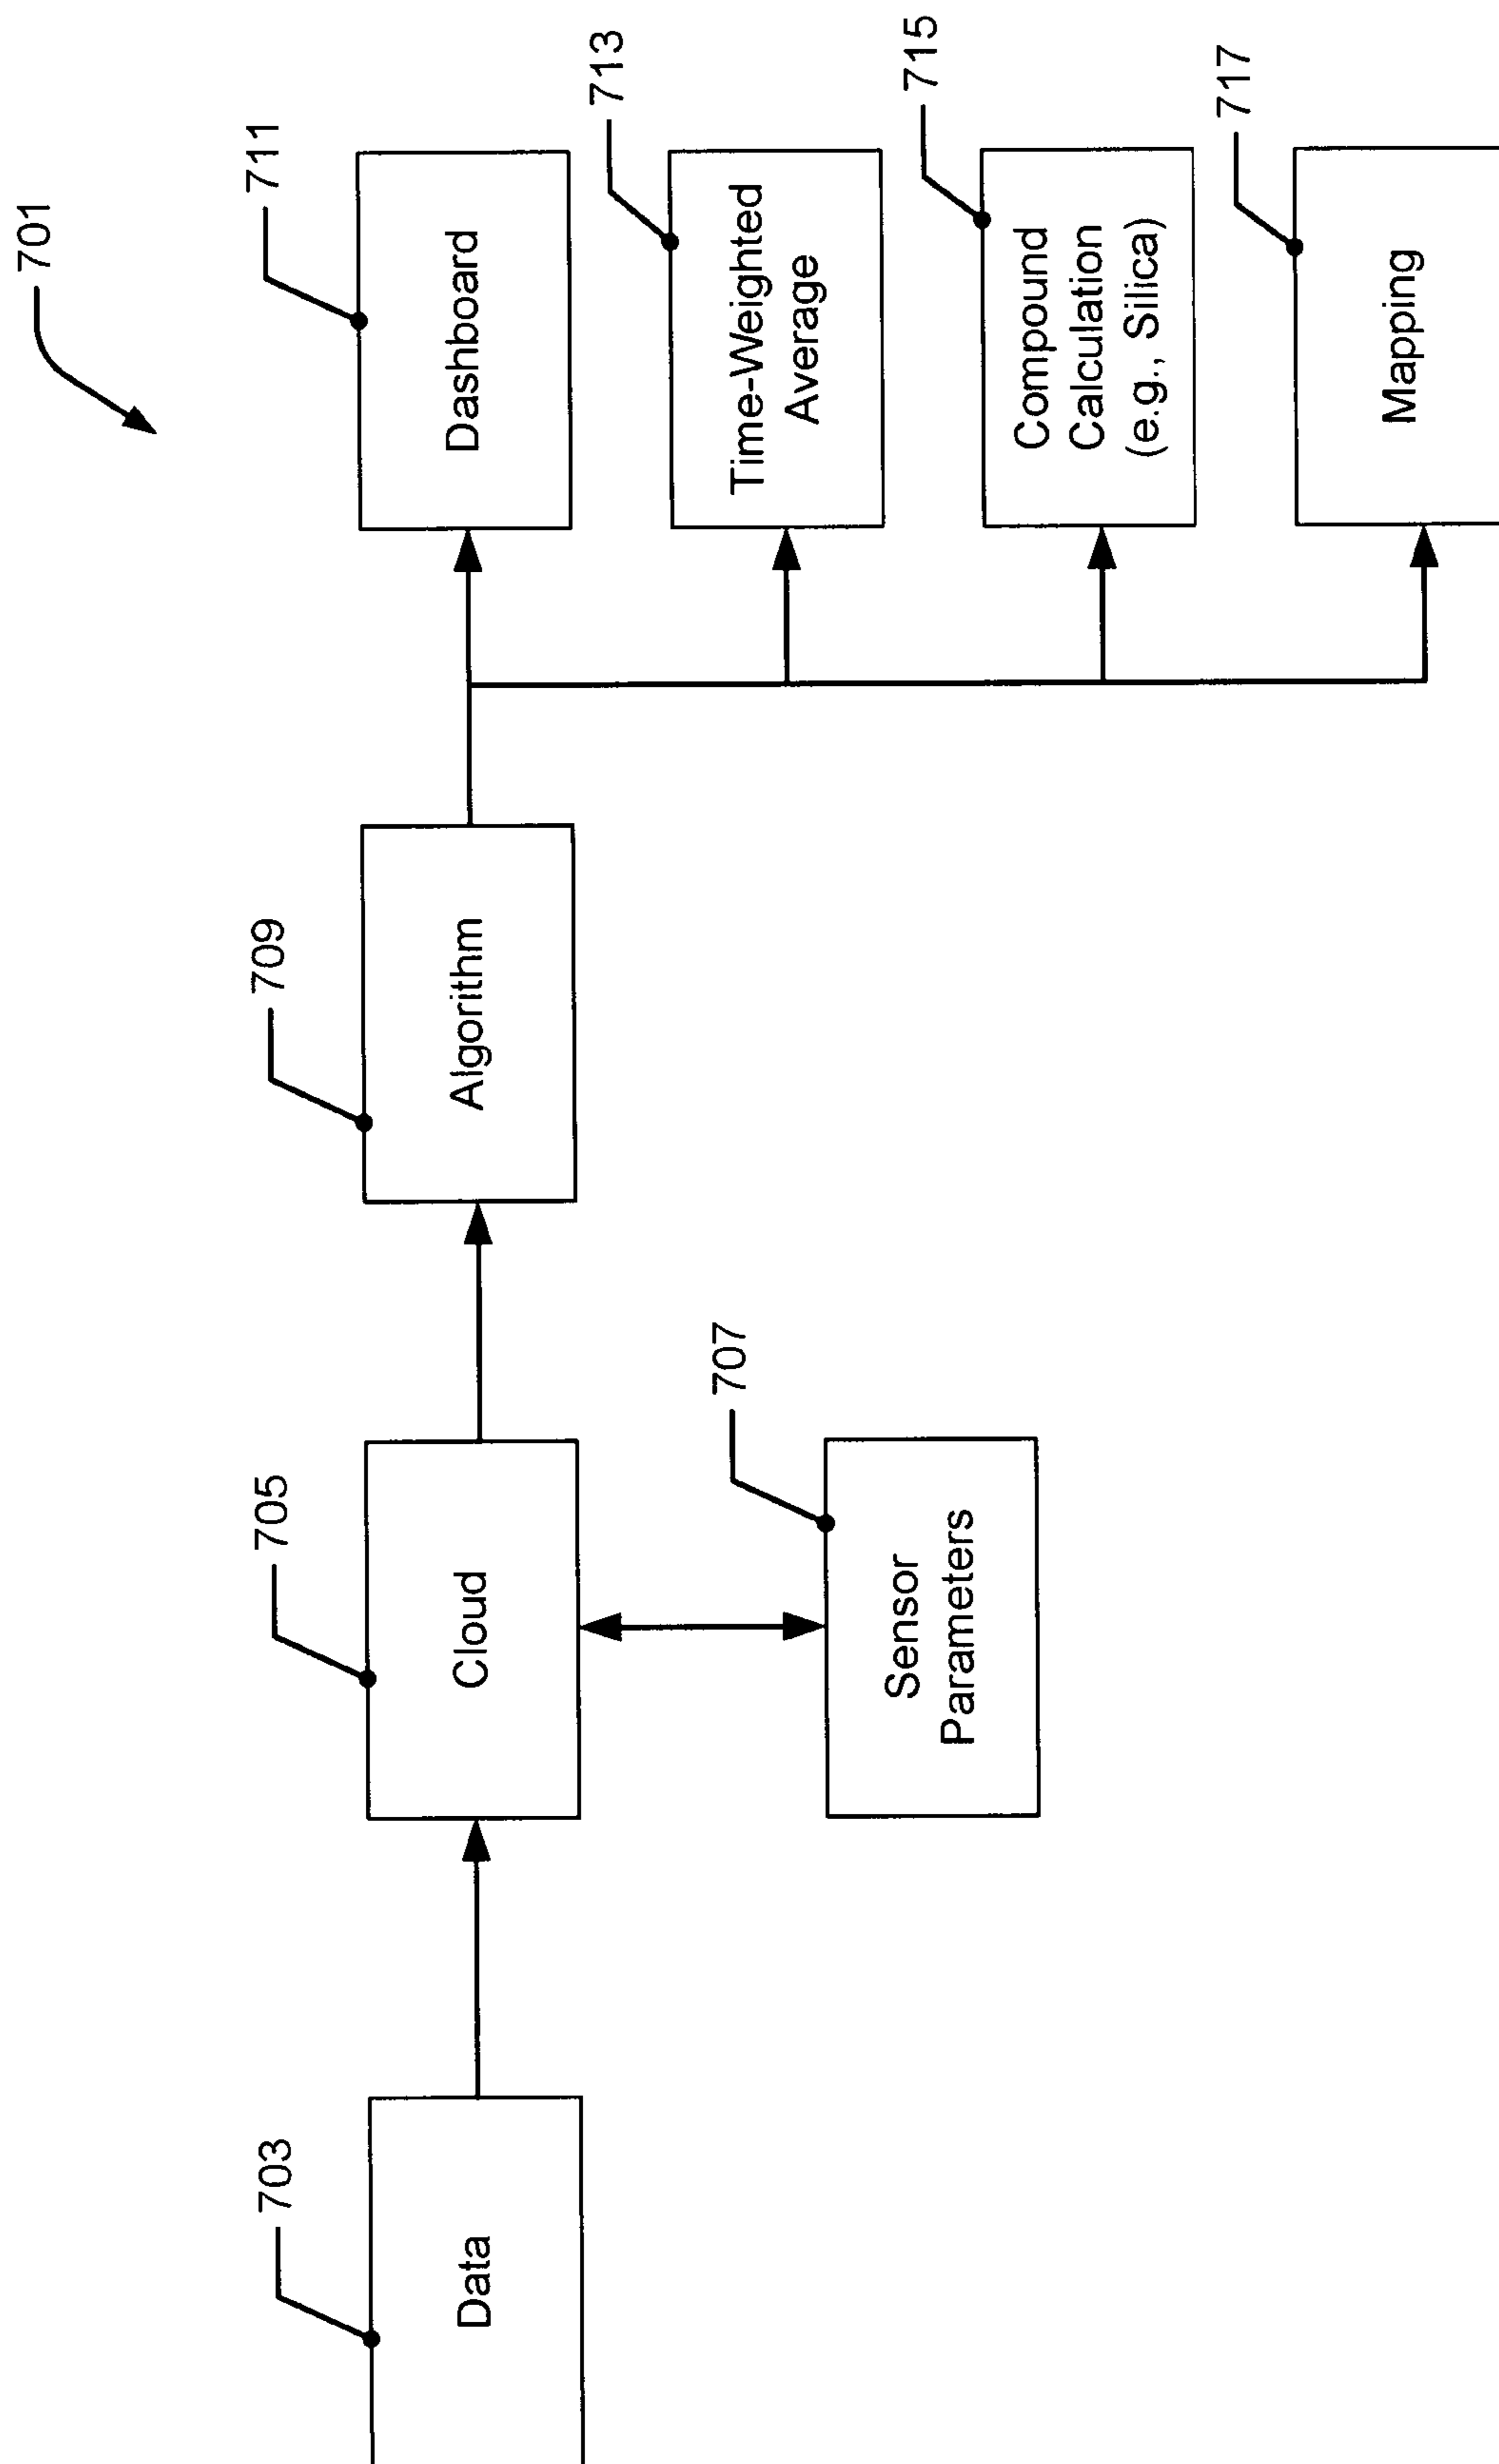 701
703
Data
705
Cloud
707
Sensor
Parameters
709
Algorithm
711
Dashboard
713
Time-Weighted
Average
715
Compound
Calculation
(e.g., Silica)
717
Mapping